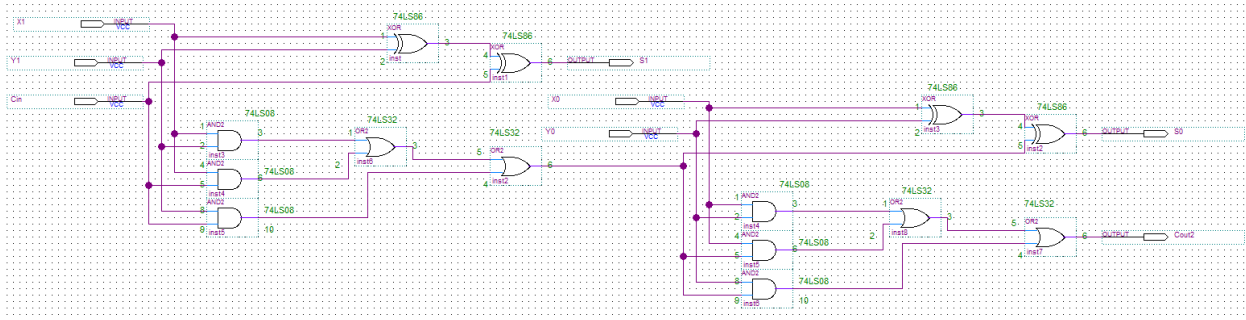 X1
INPUT
VCC
Y1
INPUT
VCC
Cin
INPUT
VCC
74LS86
XOR
1
2
3
inst
74LS86
XOR
4
5
6
inst1
OUTPUT
S1
74LS08
AND2
1
2
3
inst3
AND2
4
5
6
inst4
74LS08
AND2
8
9
10
inst5
74LS08
74LS32
OR2
1
2
3
inst6
74LS32
OR2
5
4
6
inst2
X0
INPUT
VCC
Y0
INPUT
VCC
74LS86
XOR
1
2
3
inst3
74LS86
XOR
4
5
6
inst2
OUTPUT
S0
74LS08
AND2
1
2
3
inst4
AND2
4
5
6
inst5
74LS08
AND2
8
9
10
inst6
74LS08
74LS32
OR2
1
2
3
inst8
74LS32
OR2
5
4
6
inst7
OUTPUT
Cout2